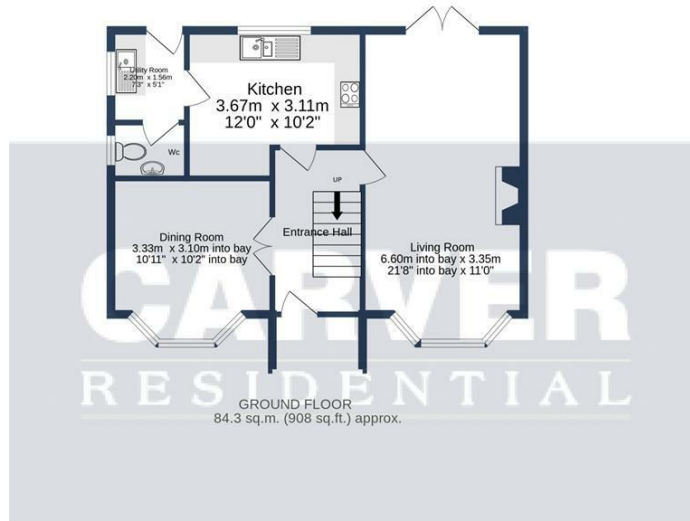 Utility Room
2.20m x 1.56m
7'3" x 5'1"
Kitchen
3.67m x 3.11m
12'0" x 10'2"
Wc
UP
Entrance Hall
Dining Room
3.33m x 3.10m into bay
10'11" x 10'2" into bay
Living Room
6.60m into bay x 3.35m
21'8" into bay x 11'0"
CARVER
RESIDENTIAL
GROUND FLOOR
84.3 sq.m. (908 sq.ft.) approx.